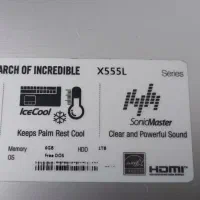 ARCH OF INCREDIBLE X555L Series
IceCool
SonicMaster
Keeps Palm Rest Cool
Clear and Powerful Sound
Memory 8GB HDD 1TB
OS Free DOS
HDMI